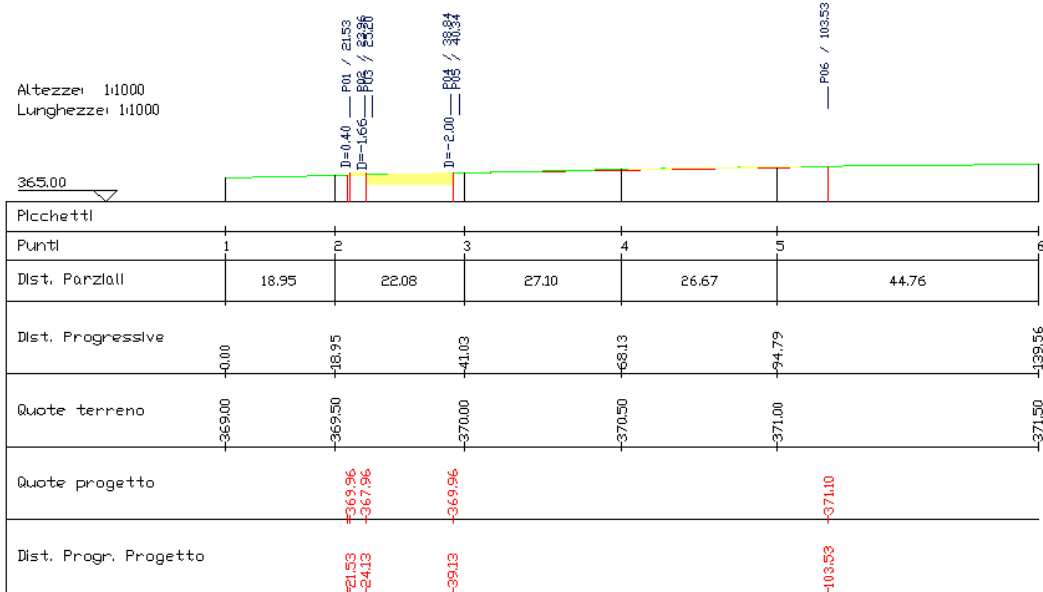 P01 / 21.53
P03 / 25.20
P04 / 38.84
P05 / 40.34
P06 / 103.53
D=0.40
D=-1.66
D=-2.00
Altezze: 1:1000
Lunghezze: 1:1000
365.00
Picchetti
Punti 1 2 3 4 5 6
Dist. Parziali 18.95 22.08 27.10 26.67 44.76
Dist. Progressive 0.00 18.95 41.03 68.13 94.79 139.56
Quote terreno 369.00 369.50 370.00 370.50 371.00 371.50
Quote progetto 369.96 367.96 369.96 371.10
Dist. Progr. Progetto 21.53 24.13 39.13 103.53